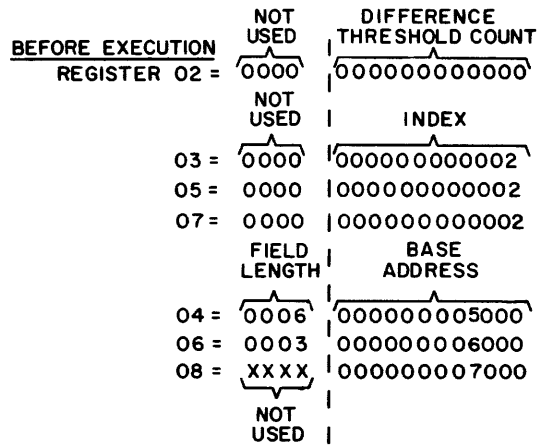 NOT USED DIFFERENCE THRESHOLD COUNT
BEFORE EXECUTION
REGISTER 02 = 0000 000000000000
NOT USED INDEX
03 = 0000 000000000002
05 = 0000 000000000002
07 = 0000 000000000002
FIELD LENGTH BASE ADDRESS
04 = 0006 000000005000
06 = 0003 000000006000
08 = XXXX 000000007000
NOT USED